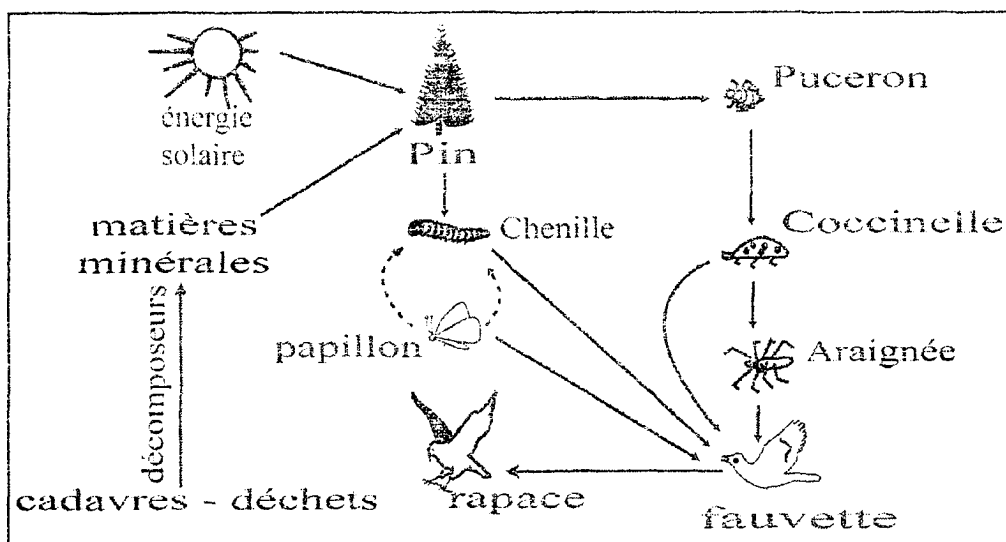 énergie
solaire
Pin
Puceron
matières
minérales
Chenille
Coccinelle
papillon
Araignée
décomposeurs
cadavres - déchets
rapace
fauvette